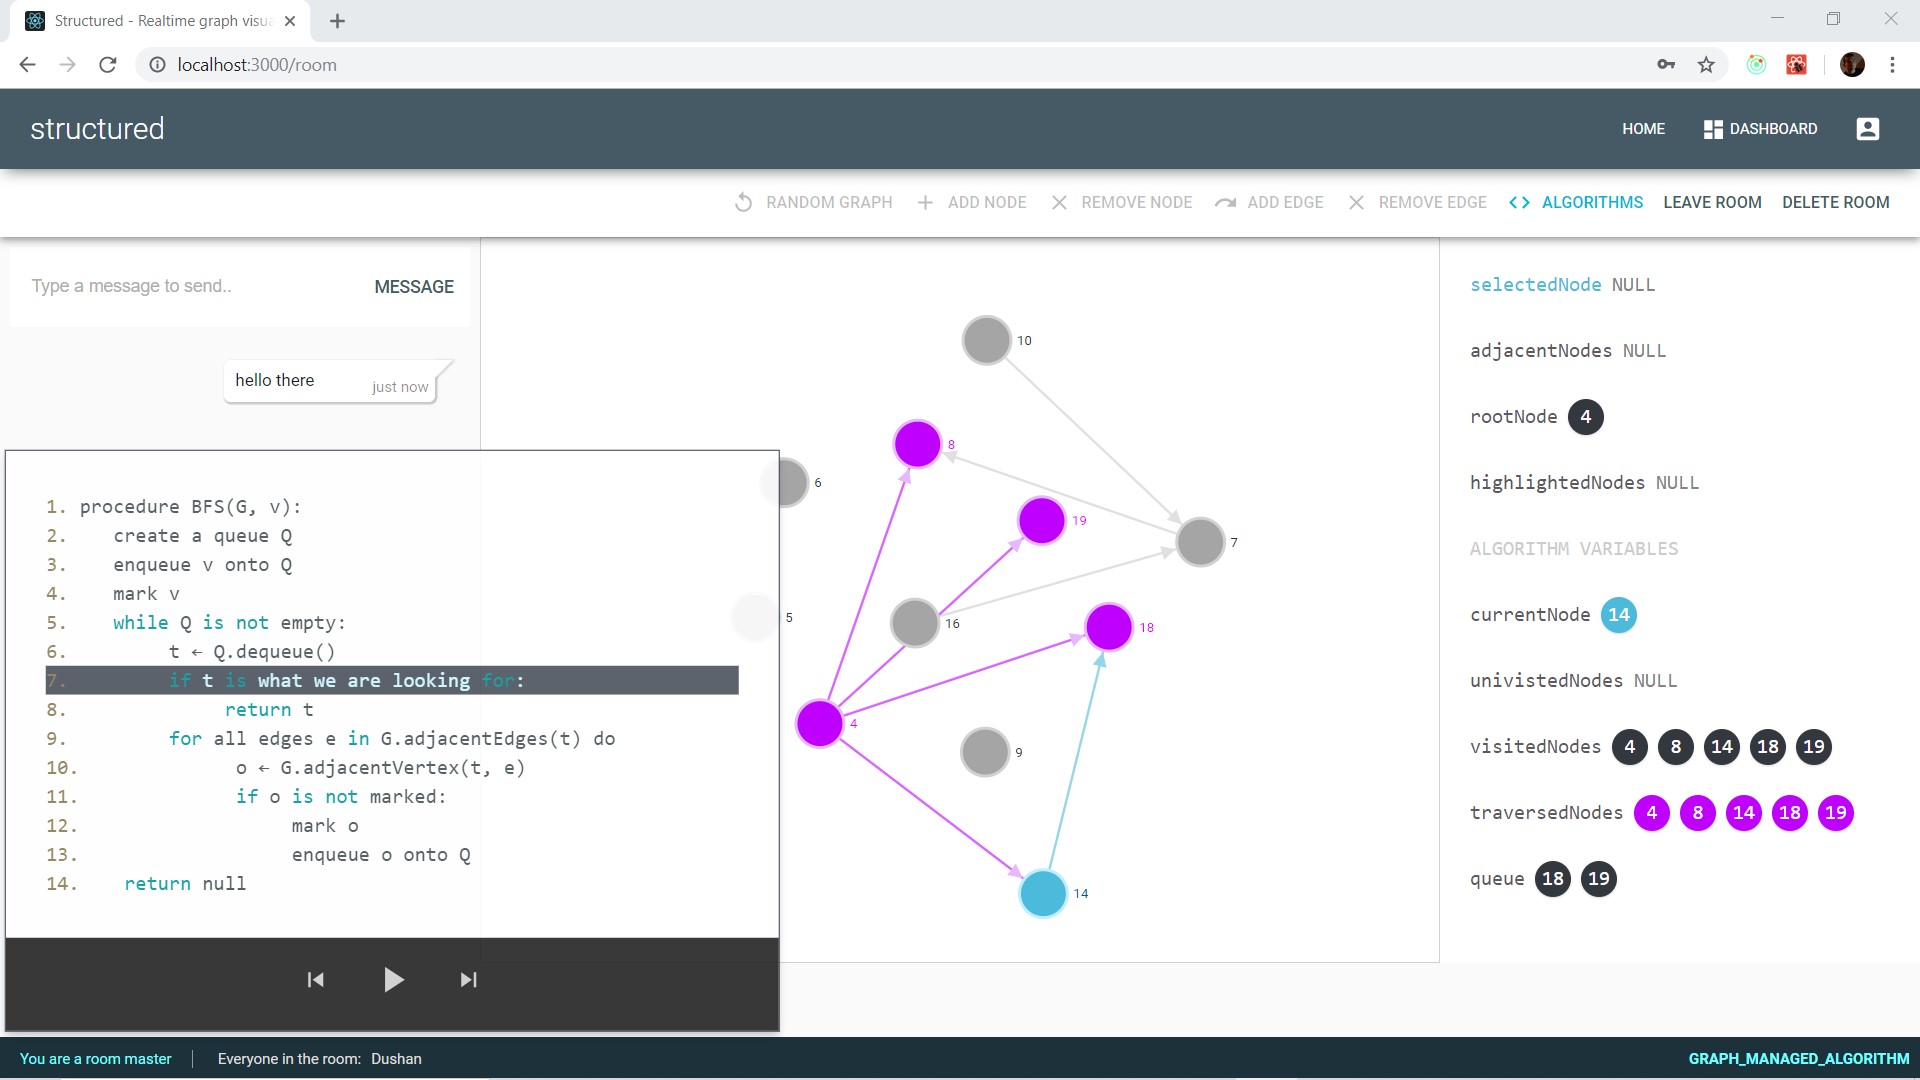 Structured - Realtime graph visua
localhost:3000/room
structured
HOME
DASHBOARD
RANDOM GRAPH
ADD NODE
REMOVE NODE
ADD EDGE
REMOVE EDGE
<> ALGORITHMS
LEAVE ROOM
DELETE ROOM
Type a message to send..
MESSAGE
hello there
just now
1. procedure BFS(G, v):
2. create a queue Q
3. enqueue v onto Q
4. mark v
5. while Q is not empty:
6. t ← Q.dequeue()
7. if t is what we are looking for:
8. return t
9. for all edges e in G.adjacentEdges(t) do
10. o ← G.adjacentVertex(t, e)
11. if o is not marked:
12. mark o
13. enqueue o onto Q
14. return null
10
8
6
19
7
5
16
18
4
9
14
selectedNode NULL
adjacentNodes NULL
rootNode 4
highlightedNodes NULL
ALGORITHM VARIABLES
currentNode 14
univistedNodes NULL
visitedNodes 4 8 14 18 19
traversedNodes 4 8 14 18 19
queue 18 19
You are a room master
Everyone in the room: Dushan
GRAPH_MANAGED_ALGORITHM